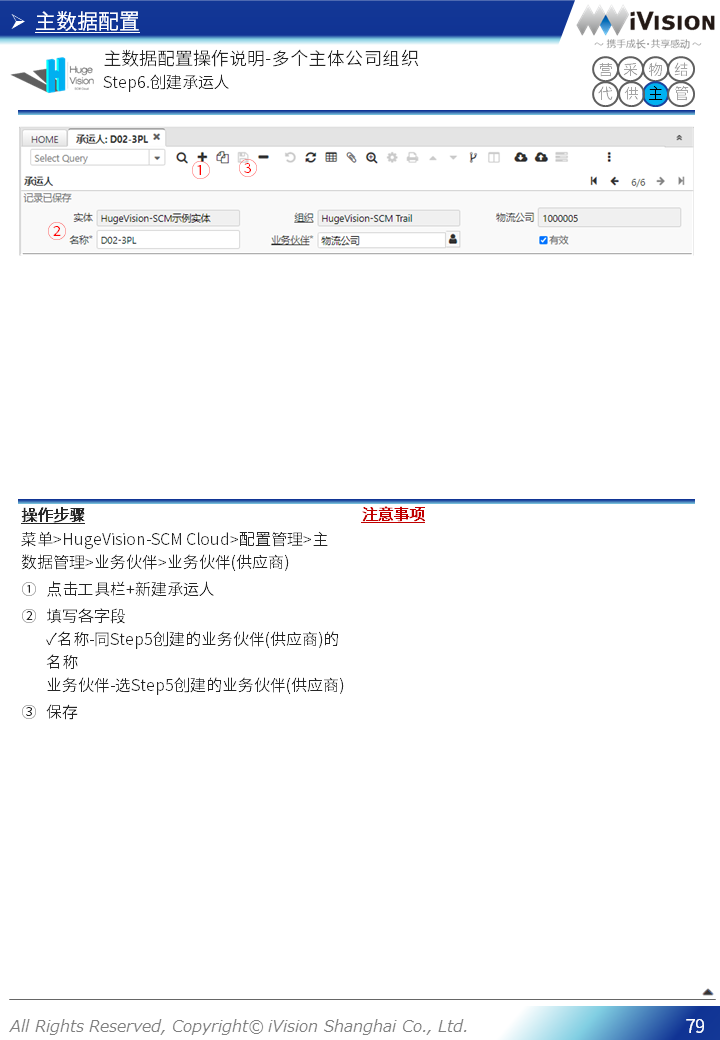 主数据配置
iVision
～ 携手成长·共享感动 ～
Huge
Vision
主数据配置操作说明-多个主体公司组织
Step6.创建承运人
营 采 物 结
代 供 主 管
HOME 承运人: D02-3PL
Select Query
① ③
承运人
6/6
记录已保存
实体 HugeVision-SCM示例实体 组织 HugeVision-SCM Trail 物流公司 1000005
② 名称* D02-3PL 业务伙伴* 物流公司 有效
操作步骤
菜单>HugeVision-SCM Cloud>配置管理>主
数据管理>业务伙伴>业务伙伴(供应商)
① 点击工具栏+新建承运人
② 填写各字段
✓名称-同Step5创建的业务伙伴(供应商)的
名称
业务伙伴-选Step5创建的业务伙伴(供应商)
③ 保存
注意事项
All Rights Reserved, Copyright© iVision Shanghai Co., Ltd.
79